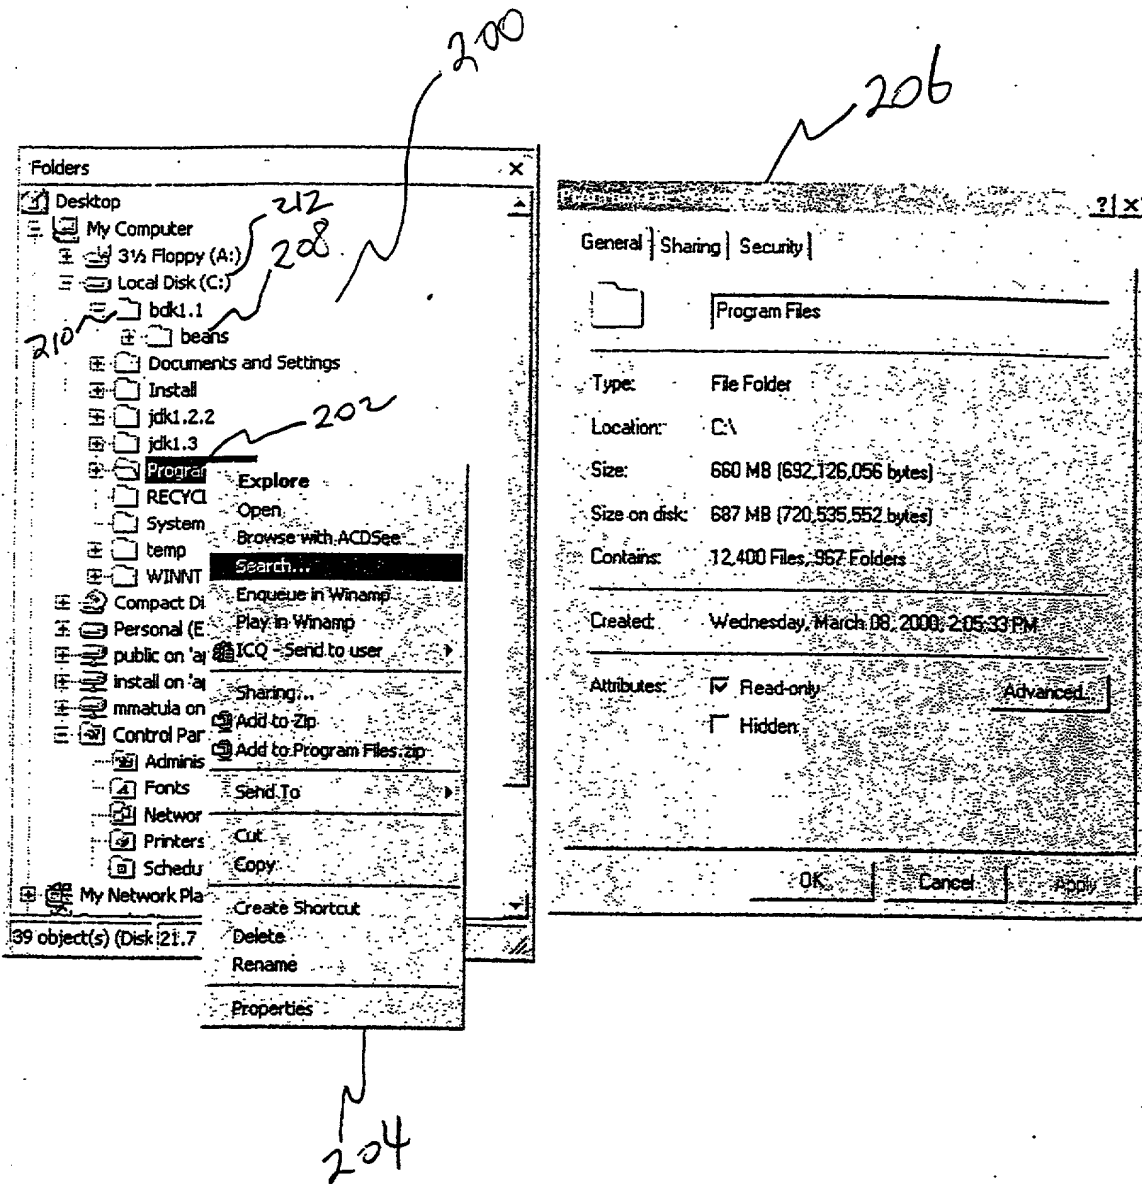 200
206
Folders
Desktop
My Computer
212
3½ Floppy (A:)
208
Local Disk (C:)
bdk1.1
210
beans
Documents and Settings
Install
jdk1.2.2
202
jdk1.3
Program
RECYCL
System
temp
WINNT
Compact Di
Personal (E
public on 'ap
install on 'ap
mmatula on
Control Par
Adminis
Fonts
Networ
Printers
Schedu
My Network Pla
39 object(s) (Disk 21.7
Explore
Open
Browse with ACDSee
Search...
Enqueue in Winamp
Play in Winamp
ICQ - Send to user
Sharing...
Add to Zip
Add to Program Files.zip
Send To
Cut
Copy
Create Shortcut
Delete
Rename
Properties
204
General Sharing Security
Program Files
Type: File Folder
Location: C:\
Size: 660 MB (692,126,056 bytes)
Size on disk: 687 MB (720,535,552 bytes)
Contains: 12,400 Files, 967 Folders
Created: Wednesday, March 08, 2000, 2:05:33 PM
Attributes: Read-only Advanced...
Hidden
OK Cancel Apply